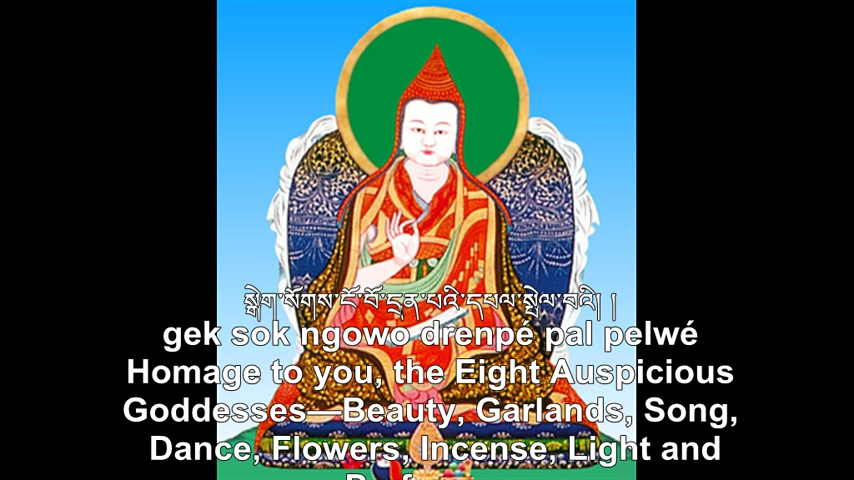 སྒེག་སོགས་ངོ་བོ་དྲན་པའི་དཔལ་སྤེལ་བའི། །
gek sok ngowo drenpé pal pelwé
Homage to you, the Eight Auspicious
Goddesses—Beauty, Garlands, Song,
Dance, Flowers, Incense, Light and